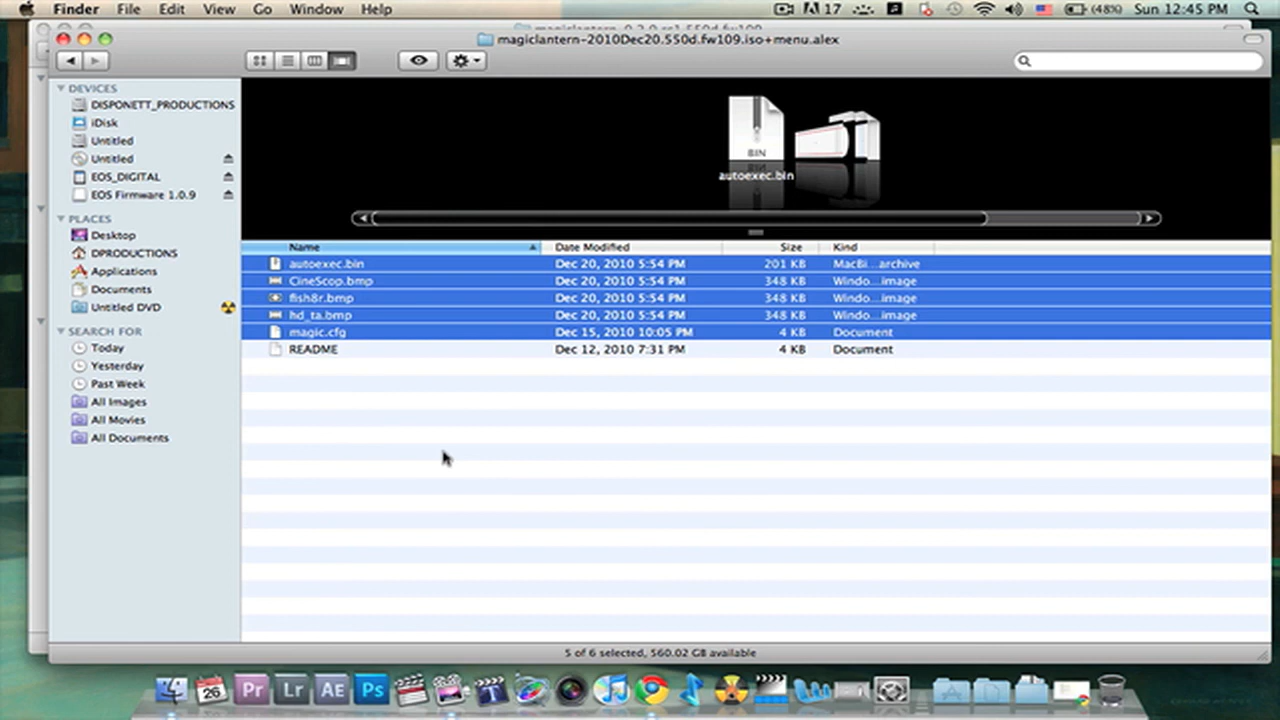 Finder File Edit View Go Window Help 17 (48%) Sun 12:45 PM
magiclantern-2010Dec20.550d.fw109.iso+menu.alex
DEVICES
DISPONETT_PRODUCTIONS
iDisk
Untitled
Untitled
EOS_DIGITAL
EOS Firmware 1.0.9
PLACES
Desktop
DPRODUCTIONS
Applications
Documents
Untitled DVD
SEARCH FOR
Today
Yesterday
Past Week
All Images
All Movies
All Documents
BIN
autoexec.bin
Name Date Modified Size Kind
autoexec.bin Dec 20, 2010 5:54 PM 201 KB MacBi...archive
CineScop.bmp Dec 20, 2010 5:54 PM 348 KB Windo...image
fish8r.bmp Dec 20, 2010 5:54 PM 348 KB Windo...image
hd_ta.bmp Dec 20, 2010 5:54 PM 348 KB Windo...image
magic.cfg Dec 15, 2010 10:05 PM 4 KB Document
README Dec 12, 2010 7:31 PM 4 KB Document
5 of 6 selected, 560.02 GB available
26 Pr Lr AE Ps T